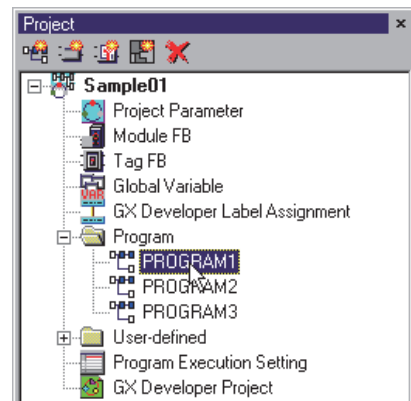 Project
Sample01
Project Parameter
Module FB
Tag FB
VAR
Global Variable
GX Developer Label Assignment
Program
PROGRAM1
PROGRAM2
PROGRAM3
User-defined
Program Execution Setting
GX Developer Project